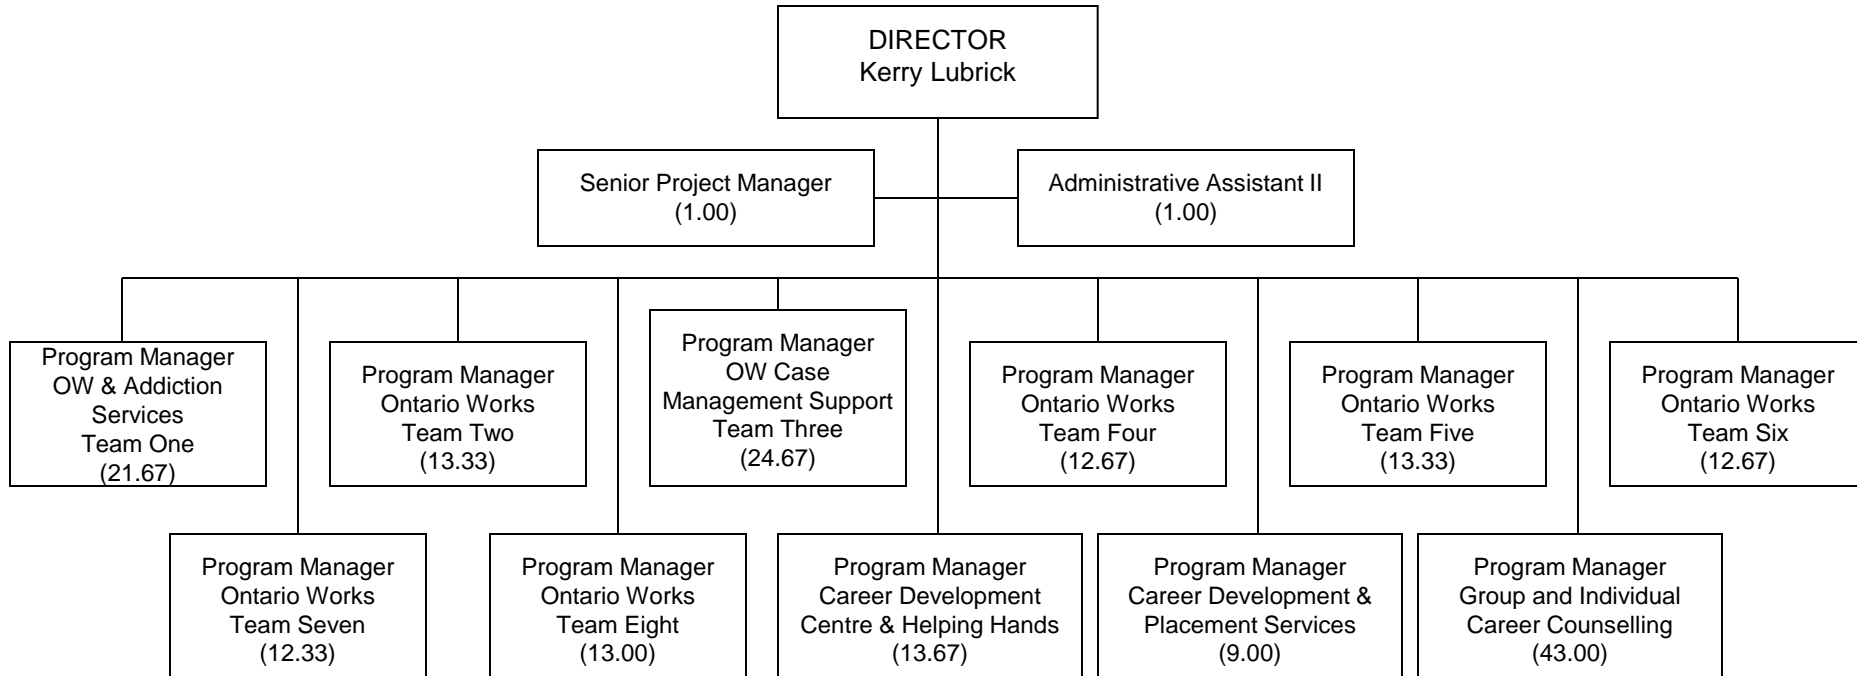 DIRECTOR
Kerry Lubrick
Senior Project Manager
(1.00)
Administrative Assistant II
(1.00)
Program Manager
OW & Addiction
Services
Team One
(21.67)
Program Manager
Ontario Works
Team Two
(13.33)
Program Manager
OW Case
Management Support
Team Three
(24.67)
Program Manager
Ontario Works
Team Four
(12.67)
Program Manager
Ontario Works
Team Five
(13.33)
Program Manager
Ontario Works
Team Six
(12.67)
Program Manager
Ontario Works
Team Seven
(12.33)
Program Manager
Ontario Works
Team Eight
(13.00)
Program Manager
Career Development
Centre & Helping Hands
(13.67)
Program Manager
Career Development &
Placement Services
(9.00)
Program Manager
Group and Individual
Career Counselling
(43.00)